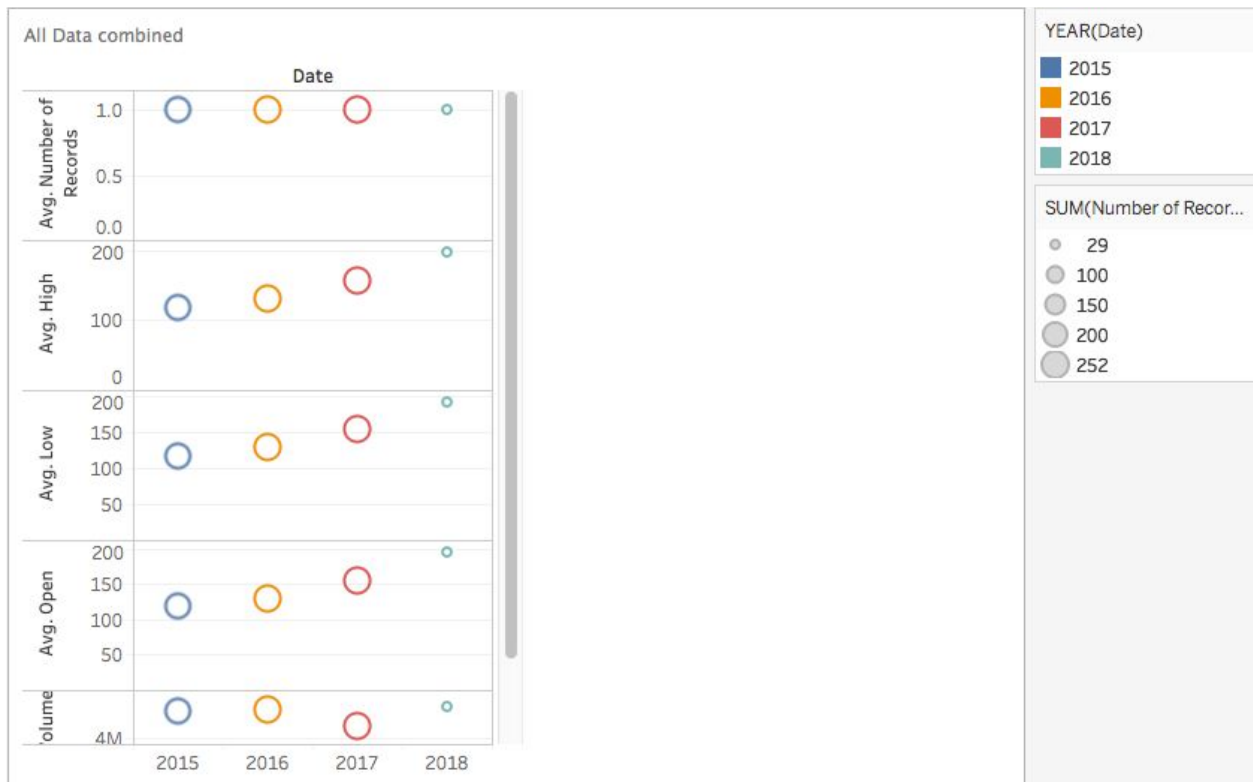 All Data combined
Date
Avg. Number of
Records
1.0
0.5
0.0
Avg. High
200
100
0
Avg. Low
200
150
100
50
Avg. Open
200
150
100
50
olume
4M
2015 2016 2017 2018
YEAR(Date)
2015
2016
2017
2018
SUM(Number of Recor...
29
100
150
200
252